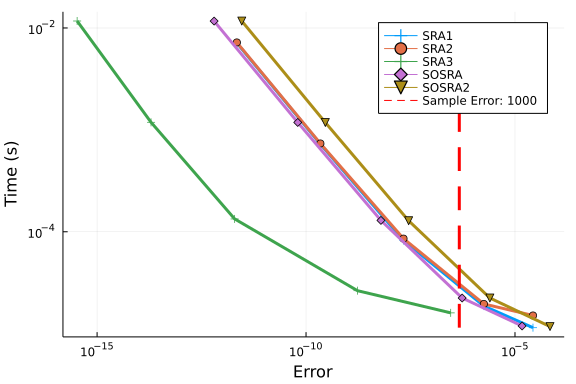 10⁻²
10⁻⁴
Time (s)
SRA1
SRA2
SRA3
SOSRA
SOSRA2
Sample Error: 1000
10⁻¹⁵
10⁻¹⁰
10⁻⁵
Error